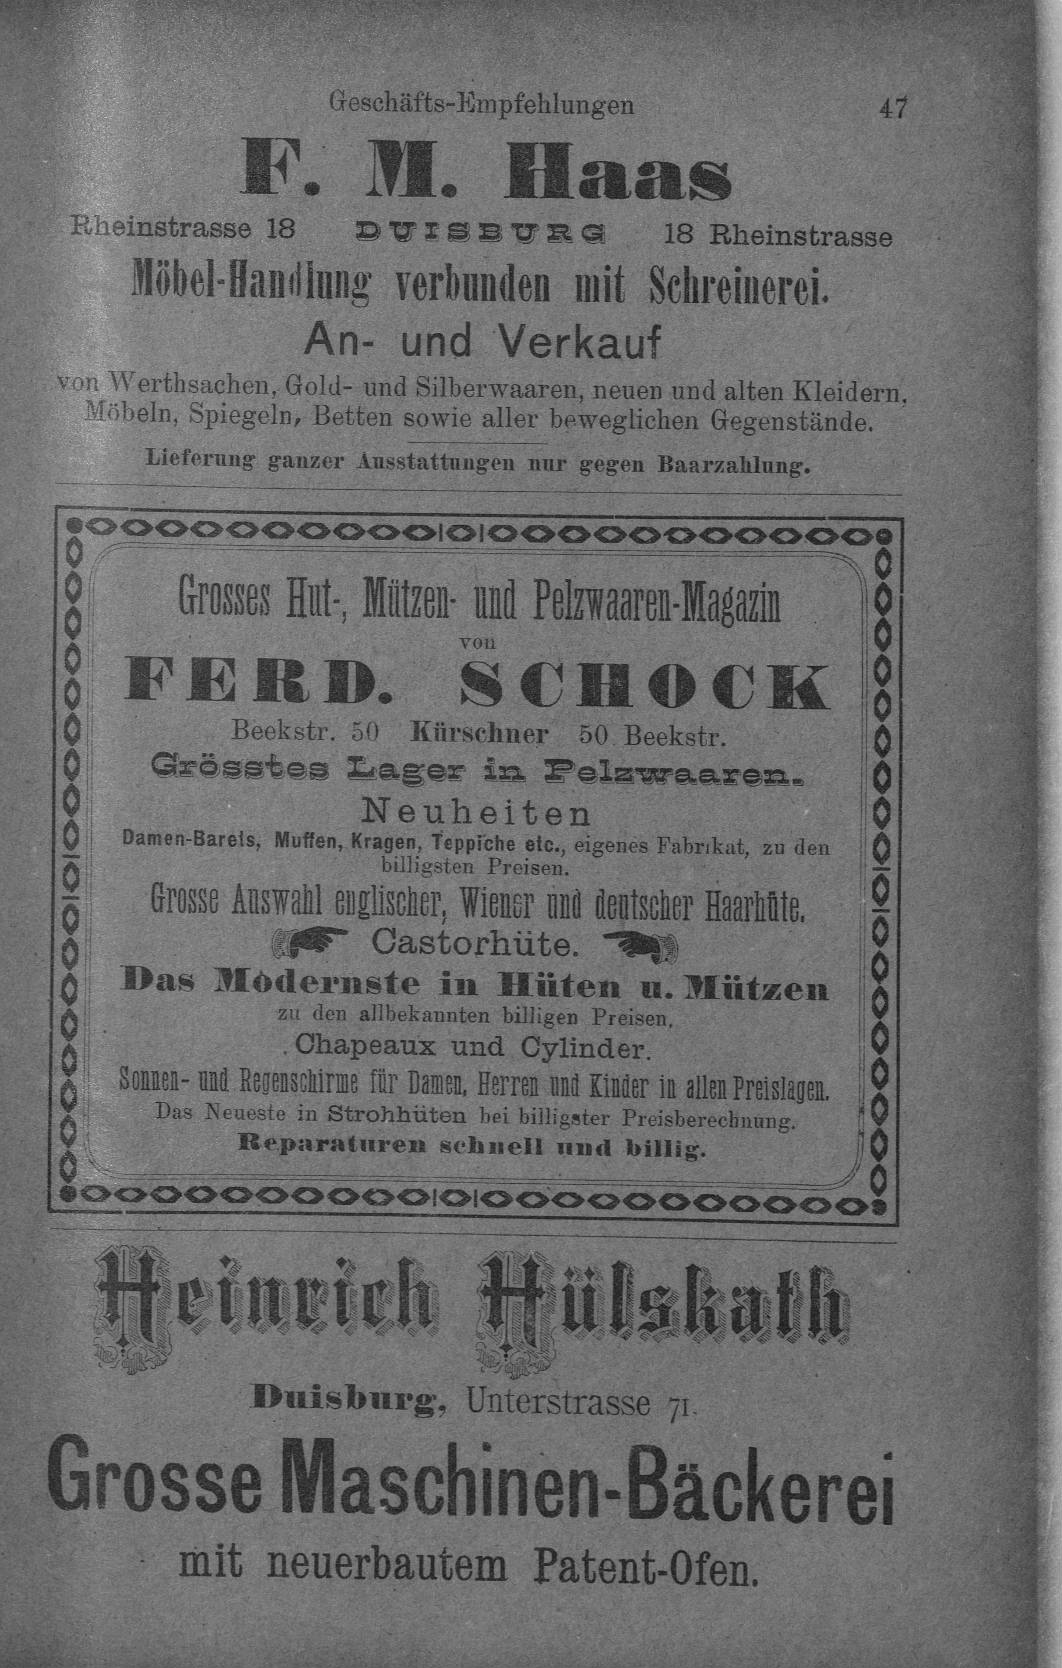 Geschäfts-Empfehlungen 47
F. M. Haas
Rheinstrasse 18 DUISBURG 18 Rheinstrasse
Möbel-Handlung verbunden mit Schreinerei.
An- und Verkauf
von Werthsachen, Gold- und Silberwaaren, neuen und alten Kleidern,
Möbeln, Spiegeln, Betten sowie aller beweglichen Gegenstände.
Lieferung ganzer Ausstattungen nur gegen Baarzahlung.
Grosses Hut-, Mützen- und Pelzwaaren-Magazin
von
FERD. SCHOCK
Beekstr. 50 Kürschner 50 Beekstr.
Grösstes Lager in Pelzwaaren.
Neuheiten
Damen-Barets, Muffen, Kragen, Teppiche etc., eigenes Fabrikat, zu den
billigsten Preisen.
Grosse Auswahl englischer, Wiener und deutscher Haarhüte.
Castorhüte.
Das Modernste in Hüten u. Mützen
zu den allbekannten billigen Preisen,
Chapeaux und Cylinder.
Sonnen- und Regenschirme für Damen, Herren und Kinder in allen Preislagen.
Das Neueste in Strohhüten bei billigster Preisberechnung.
Reparaturen schnell und billig.
Heinrich Hülskath
Duisburg, Unterstrasse 71.
Grosse Maschinen-Bäckerei
mit neuerbautem Patent-Ofen.